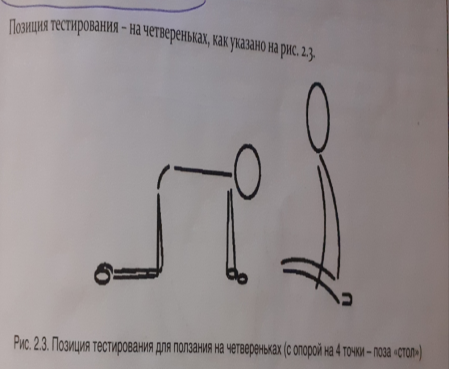 Позиция тестирования – на четвереньках, как указано на рис. 2.3.
Рис. 2.3. Позиция тестирования для ползания на четвереньках (с опорой на 4 точки – поза «стол»)